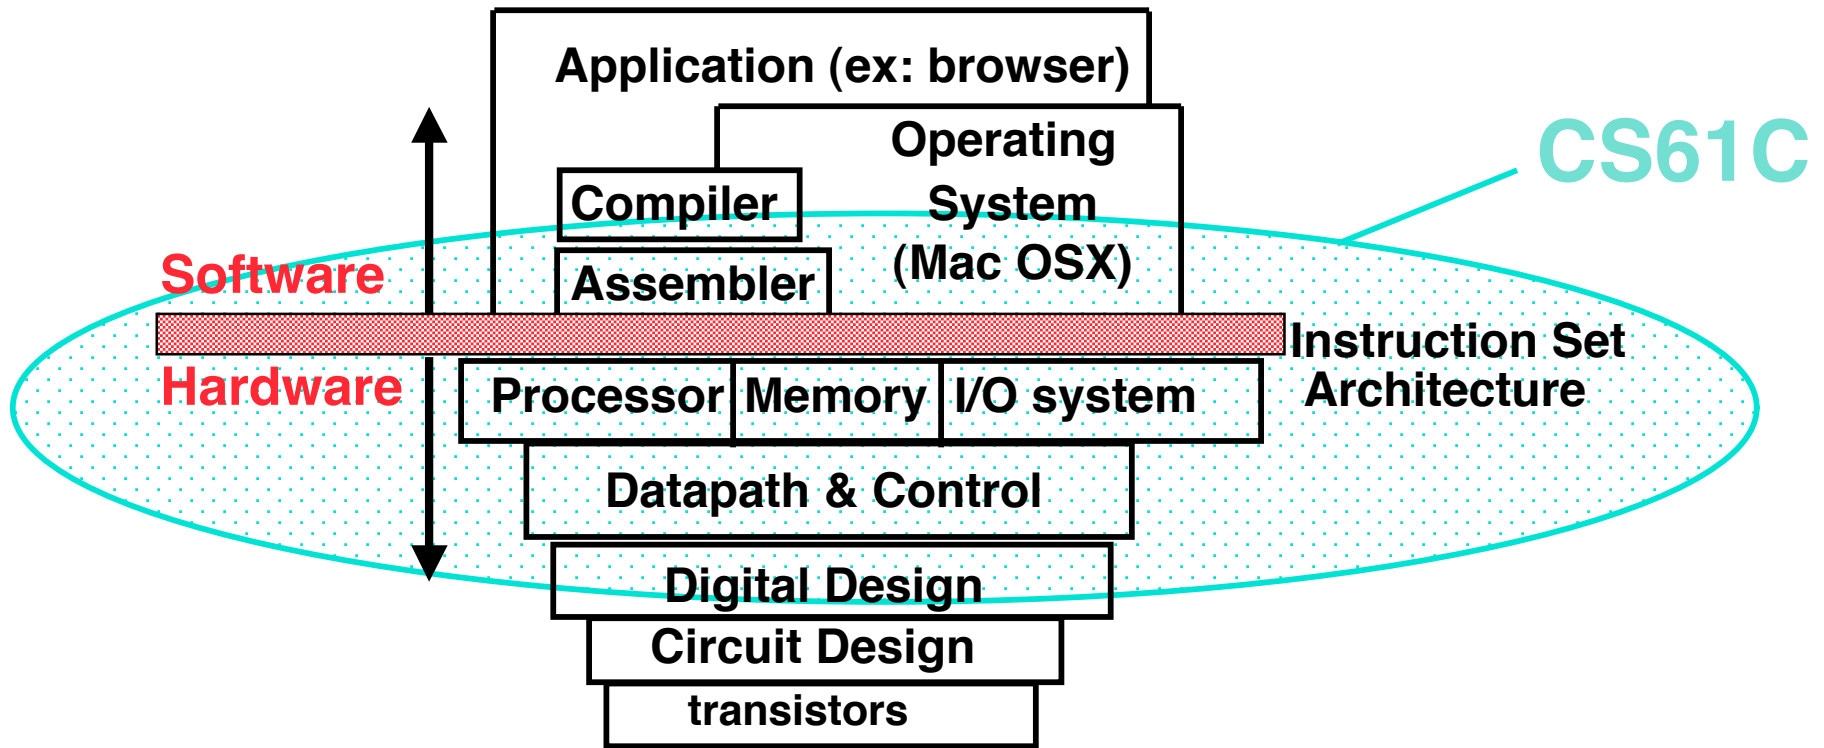 Application (ex: browser)
Operating
CS61C
Compiler
System
(Mac OSX)
Software
Assembler
Instruction Set
Architecture
Hardware
Processor
Memory
I/O system
Datapath & Control
Digital Design
Circuit Design
transistors